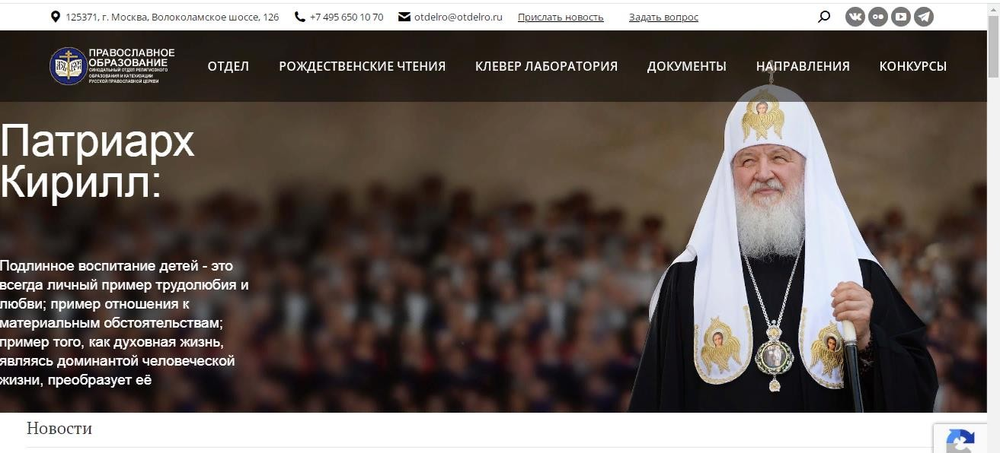 125371, г. Москва, Волоколамское шоссе, 126
+7 495 650 10 70
otdelro@otdelro.ru
Прислать новость
Задать вопрос
ПРАВОСЛАВНОЕ
ОБРАЗОВАНИЕ
СИНОДАЛЬНЫЙ ОТДЕЛ РЕЛИГИОЗНОГО
ОБРАЗОВАНИЯ И КАТЕХИЗАЦИИ
РУССКОЙ ПРАВОСЛАВНОЙ ЦЕРКВИ
ОТДЕЛ
РОЖДЕСТВЕНСКИЕ ЧТЕНИЯ
КЛЕВЕР ЛАБОРАТОРИЯ
ДОКУМЕНТЫ
НАПРАВЛЕНИЯ
КОНКУРСЫ
Патриарх
Кирилл:
Подлинное воспитание детей - это
всегда личный пример трудолюбия и
любви; пример отношения к
материальным обстоятельствам;
пример того, как духовная жизнь,
являясь доминантой человеческой
жизни, преобразует её
Новости